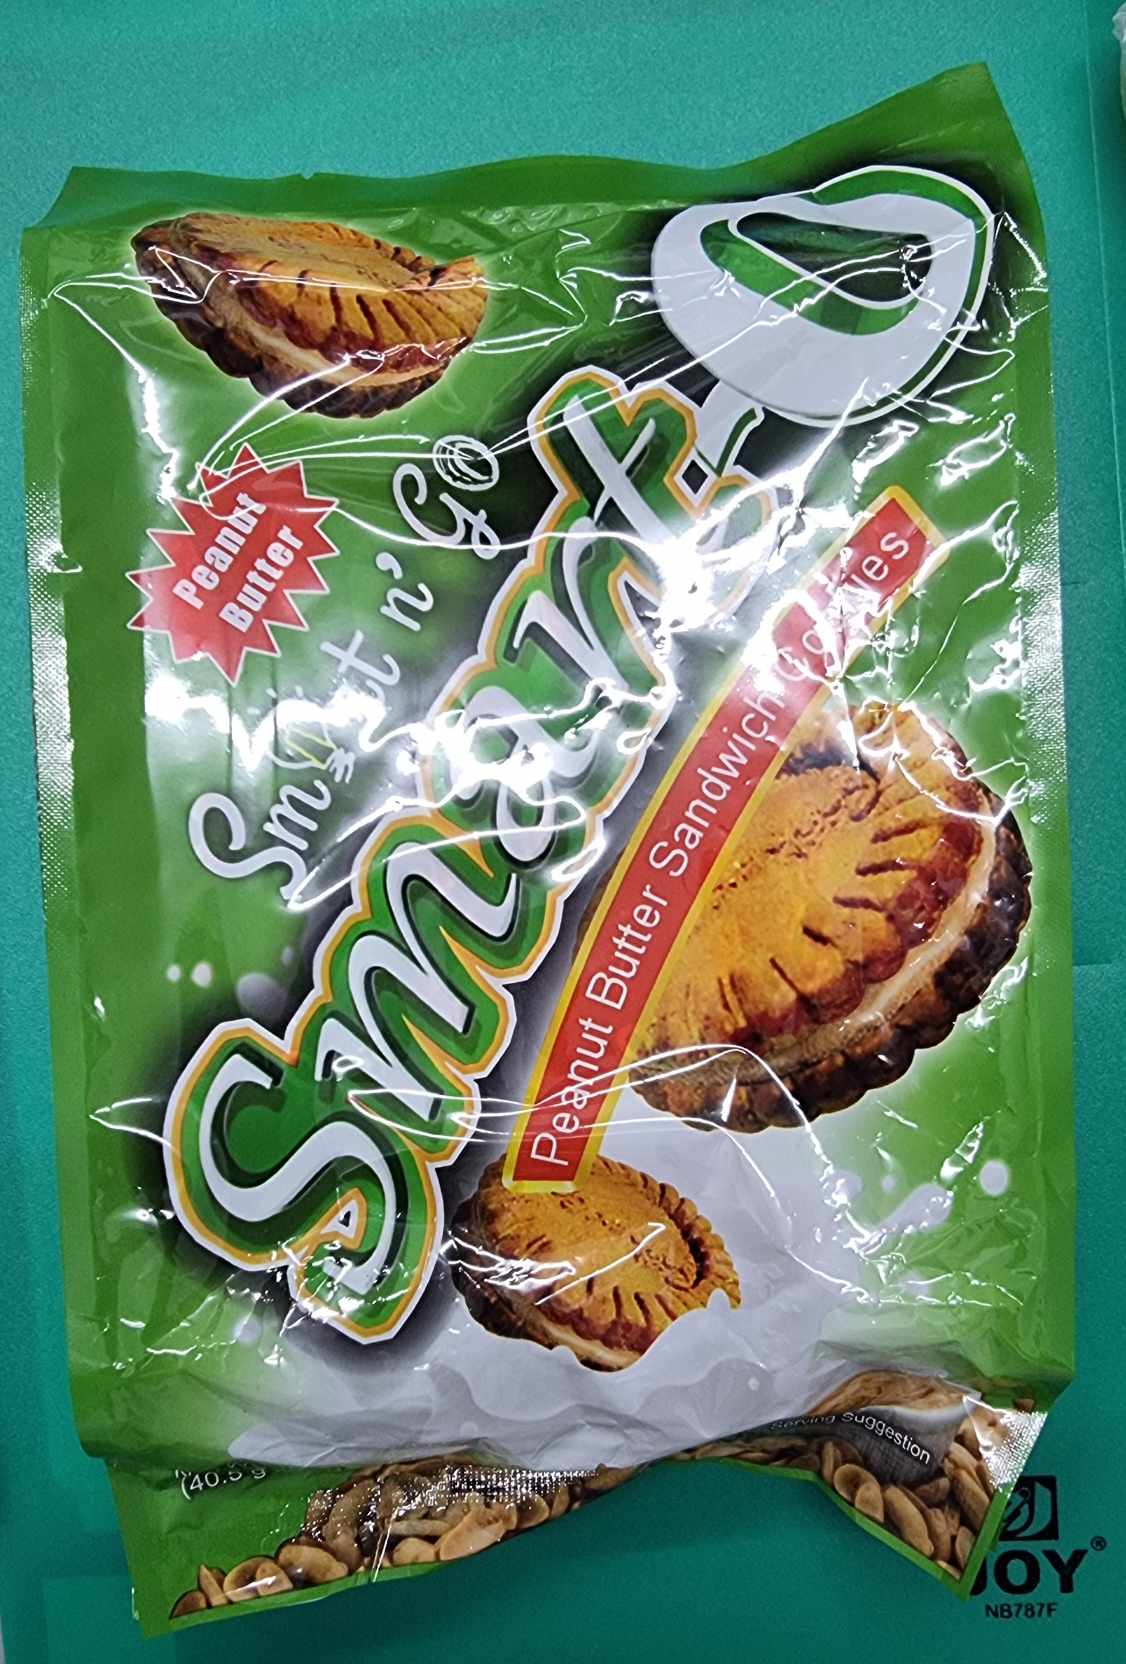 Peanut
Butter
Smart n' Go
Smart
Peanut Butter Sandwich Cookies
Serving Suggestion
(40.5 g
JOY®
NB787F